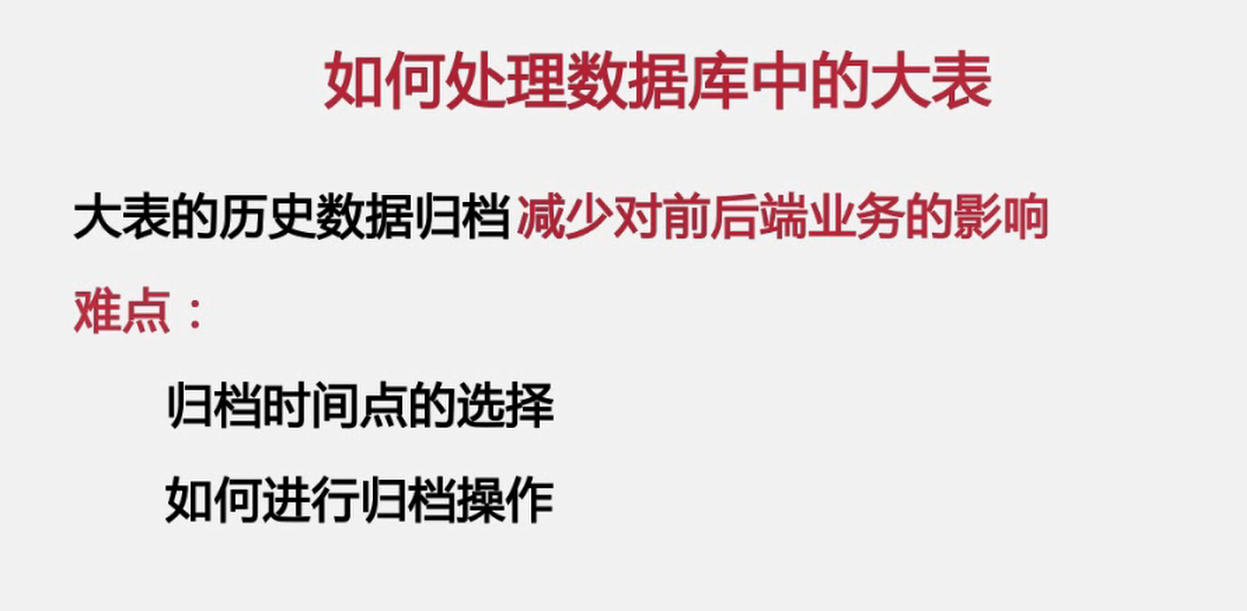 如何处理数据库中的大表
大表的历史数据归档减少对前后端业务的影响
难点：
归档时间点的选择
如何进行归档操作